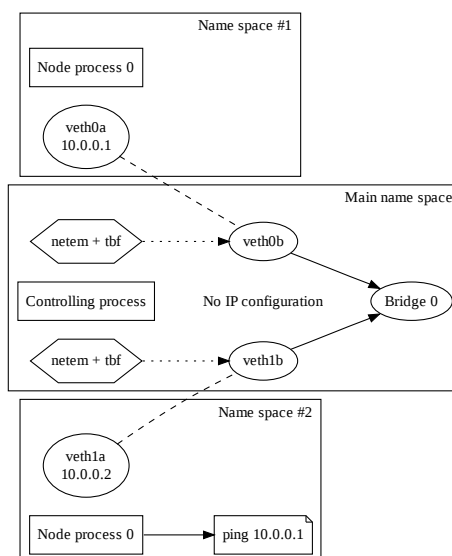 Name space #1
Node process 0
veth0a
10.0.0.1
Main name space
netem + tbf
veth0b
Controlling process
No IP configuration
Bridge 0
netem + tbf
veth1b
Name space #2
veth1a
10.0.0.2
Node process 0
ping 10.0.0.1